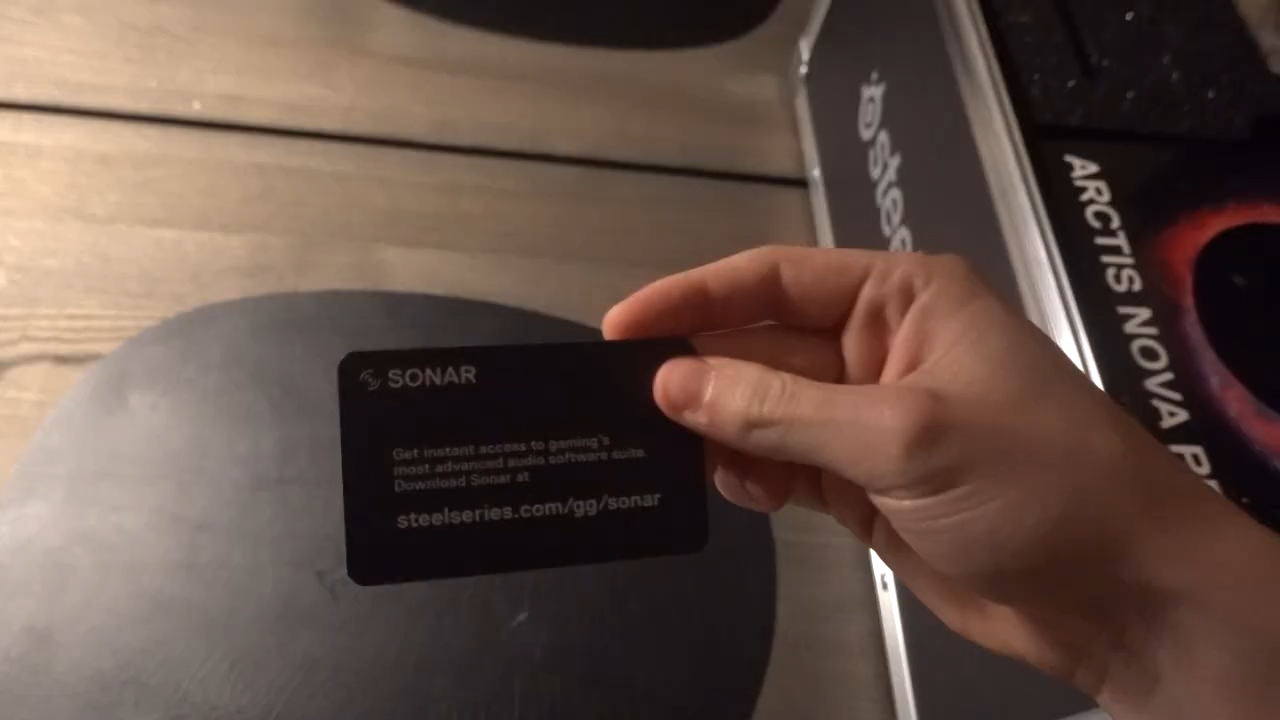 SONAR
Get instant access to gaming's
most advanced audio software suite.
Download Sonar at
steelseries.com/gg/sonar
stee
ARCTIS NOVA P